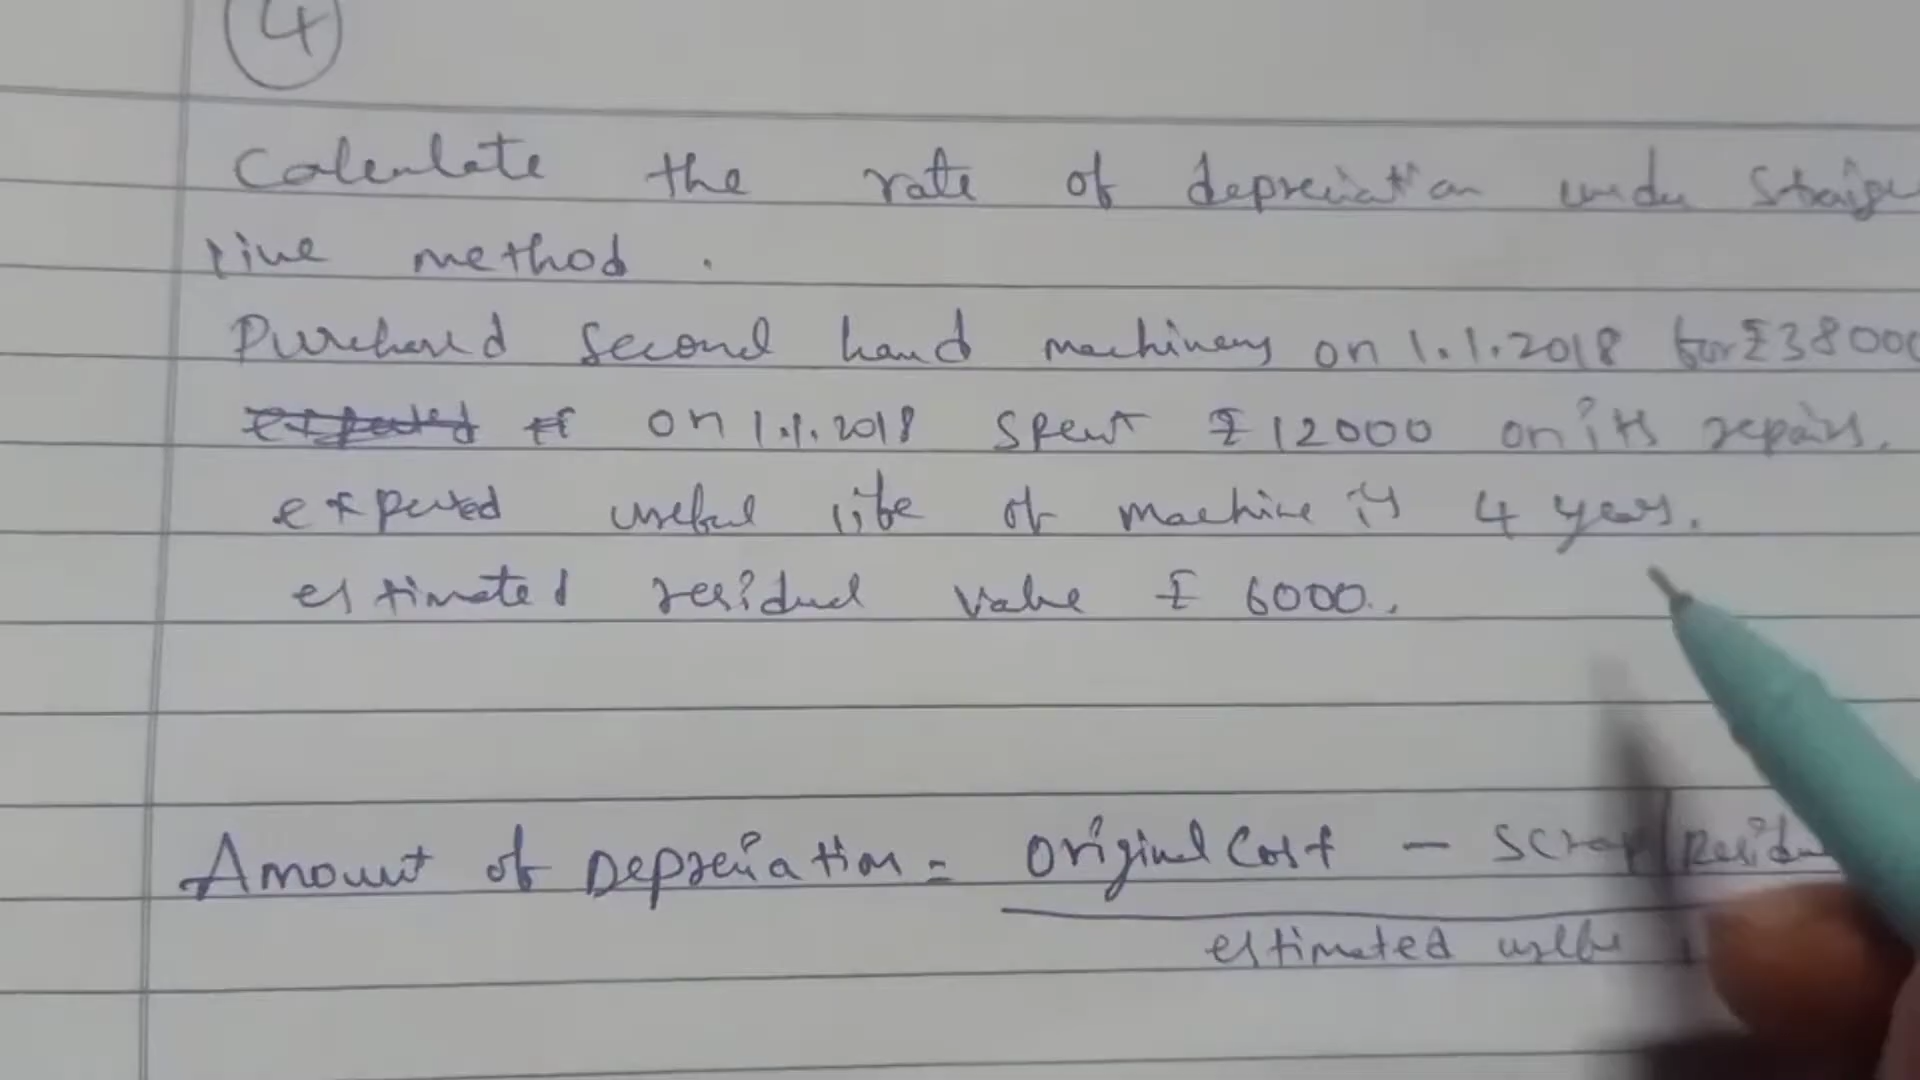 4
Calculate the rate of depreciation under Straig
line method.
Purchased Second hand machinery on 1.1.2018 for ₹38000
on 1.1.2018 spent ₹12000 on its repairs.
expected useful life of machine is 4 years.
estimated residual value ₹ 6000.
Amount of Depreciation = Original Cost - Scrap/Residu
estimated